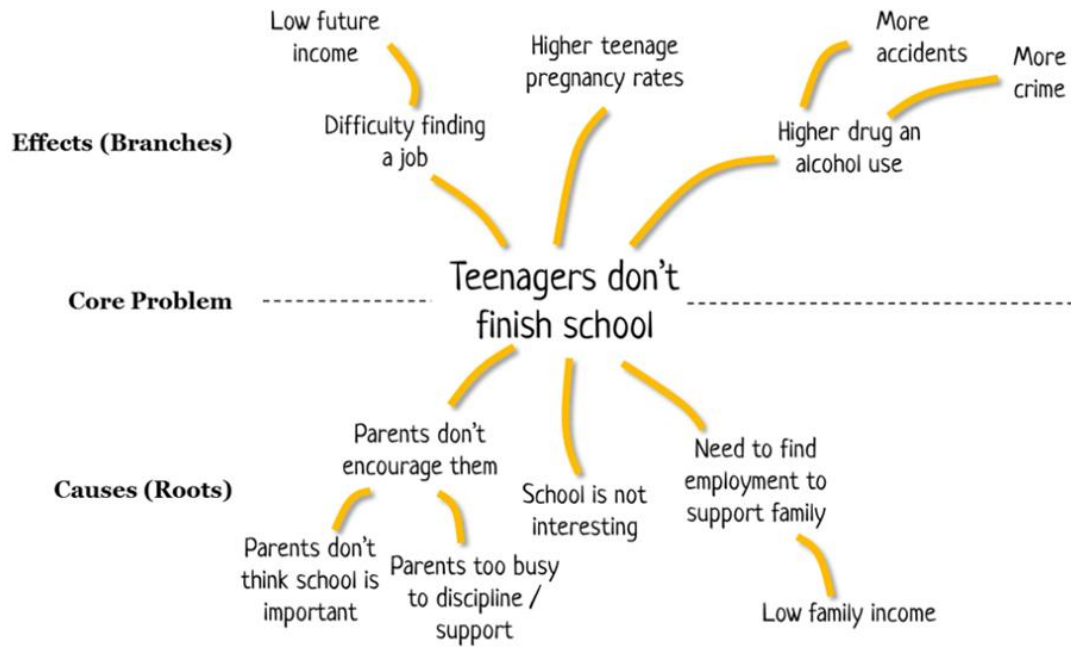 Low future
income
Higher teenage
pregnancy rates
More
accidents
More
crime
Effects (Branches)
Difficulty finding
a job
Higher drug an
alcohol use
Core Problem
Teenagers don't
finish school
Causes (Roots)
Parents don't
encourage them
School is not
interesting
Need to find
employment to
support family
Parents don't
think school is
important
Parents too busy
to discipline /
support
Low family income